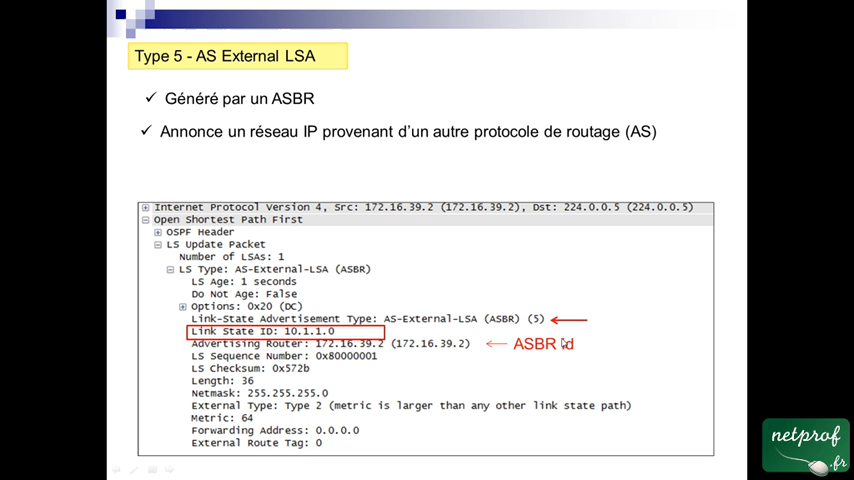 Type 5 - AS External LSA
✓ Généré par un ASBR
✓ Annonce un réseau IP provenant d'un autre protocole de routage (AS)
Internet Protocol Version 4, Src: 172.16.39.2 (172.16.39.2), Dst: 224.0.0.5 (224.0.0.5)
Open Shortest Path First
OSPF Header
LS Update Packet
Number of LSAs: 1
LS Type: AS-External-LSA (ASBR)
LS Age: 1 seconds
Do Not Age: False
Options: 0x20 (DC)
Link-State Advertisement Type: AS-External-LSA (ASBR) (5)
Link State ID: 10.1.1.0
Advertising Router: 172.16.39.2 (172.16.39.2)
ASBR id
LS Sequence Number: 0x80000001
LS Checksum: 0x572b
Length: 36
Netmask: 255.255.255.0
External Type: Type 2 (metric is larger than any other link state path)
Metric: 64
Forwarding Address: 0.0.0.0
External Route Tag: 0
netprof
.fr